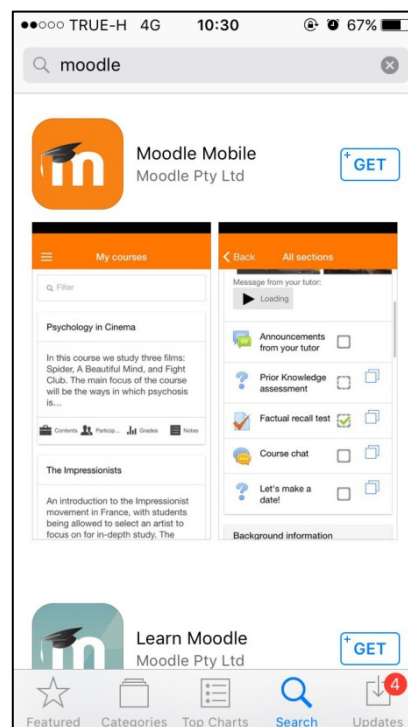 TRUE-H 4G 10:30 67%
moodle
m
Moodle Mobile
Moodle Pty Ltd
GET
My courses
Filter
Psychology in Cinema
In this course we study three films:
Spider, A Beautiful Mind, and Fight
Club. The main focus of the course
will be the ways in which psychosis
is...
Contents Particip... Grades Notes
The Impressionists
An introduction to the Impressionist
movement in France, with students
being allowed to select an artist to
focus on for in-depth study. The
Back All sections
Message from your tutor:
Loading
Announcements
from your tutor
Prior Knowledge
assessment
Factual recall test
Course chat
Let's make a
date!
Background information
m
Learn Moodle
Moodle Pty Ltd
GET
4
Featured Categories Top Charts Search Updates